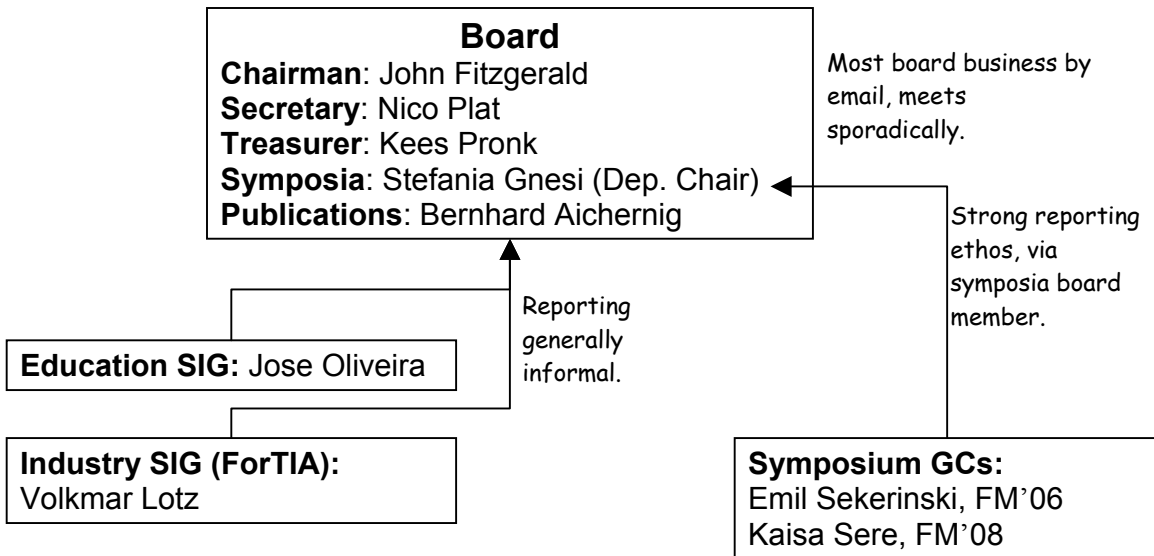 Board
Chairman: John Fitzgerald
Secretary: Nico Plat
Treasurer: Kees Pronk
Symposia: Stefania Gnesi (Dep. Chair)
Publications: Bernhard Aichernig
Most board business by
email, meets
sporadically.
Strong reporting
ethos, via
symposia board
member.
Reporting
generally
informal.
Education SIG: Jose Oliveira
Industry SIG (ForTIA):
Volkmar Lotz
Symposium GCs:
Emil Sekerinski, FM’06
Kaisa Sere, FM’08